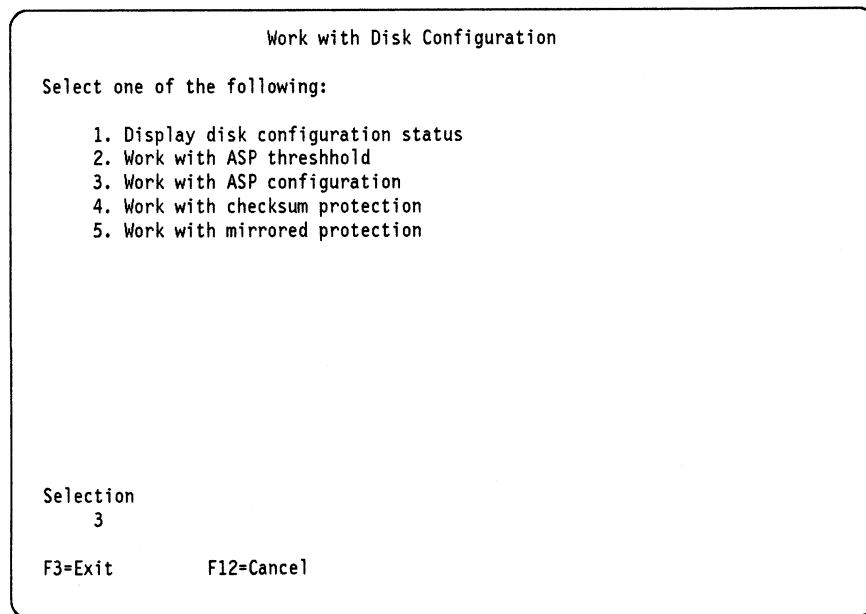 Work with Disk Configuration
Select one of the following:
1. Display disk configuration status
2. Work with ASP threshhold
3. Work with ASP configuration
4. Work with checksum protection
5. Work with mirrored protection
Selection
3
F3=Exit F12=Cancel